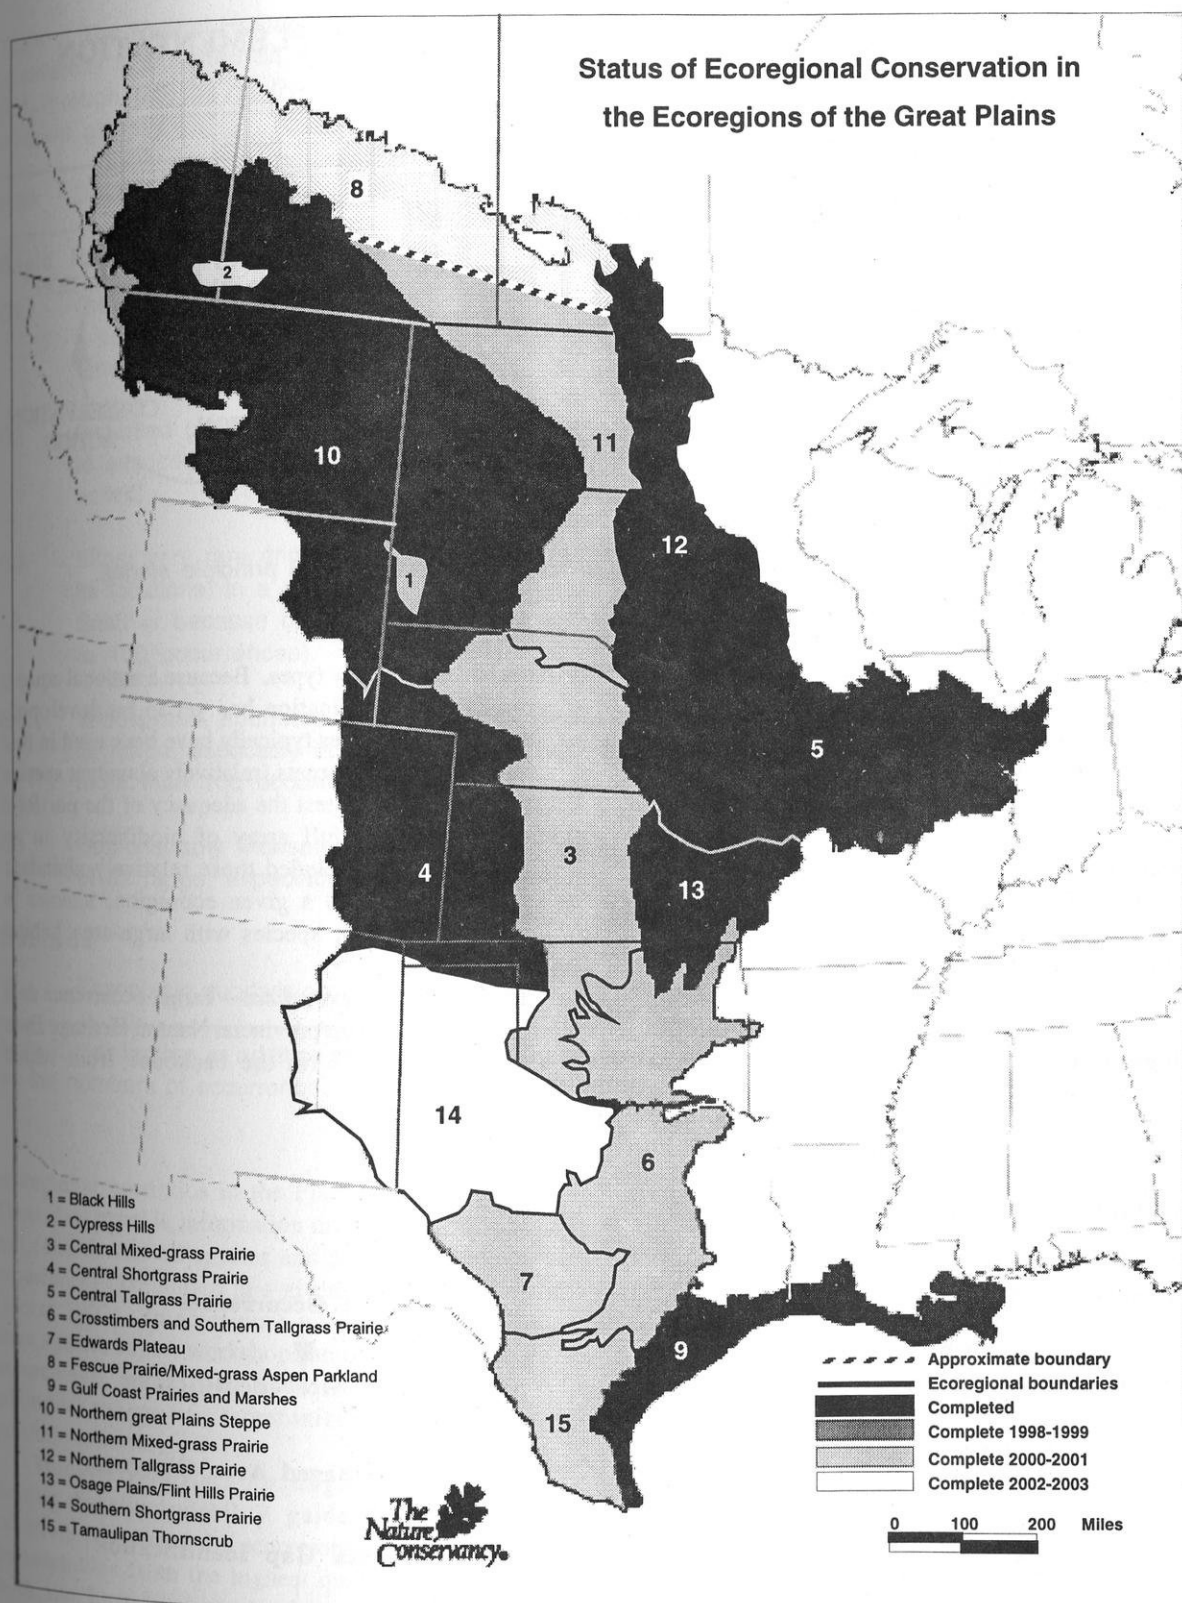 Status of Ecoregional Conservation in
the Ecoregions of the Great Plains
8
2
10
11
12
1
5
3
4
13
14
6
7
9
15
1 = Black Hills
2 = Cypress Hills
3 = Central Mixed-grass Prairie
4 = Central Shortgrass Prairie
5 = Central Tallgrass Prairie
6 = Crosstimbers and Southern Tallgrass Prairie
7 = Edwards Plateau
8 = Fescue Prairie/Mixed-grass Aspen Parkland
9 = Gulf Coast Prairies and Marshes
10 = Northern great Plains Steppe
11 = Northern Mixed-grass Prairie
12 = Northern Tallgrass Prairie
13 = Osage Plains/Flint Hills Prairie
14 = Southern Shortgrass Prairie
15 = Tamaulipan Thornscrub
The
Nature
Conservancy®
Approximate boundary
Ecoregional boundaries
Completed
Complete 1998-1999
Complete 2000-2001
Complete 2002-2003
0 100 200 Miles